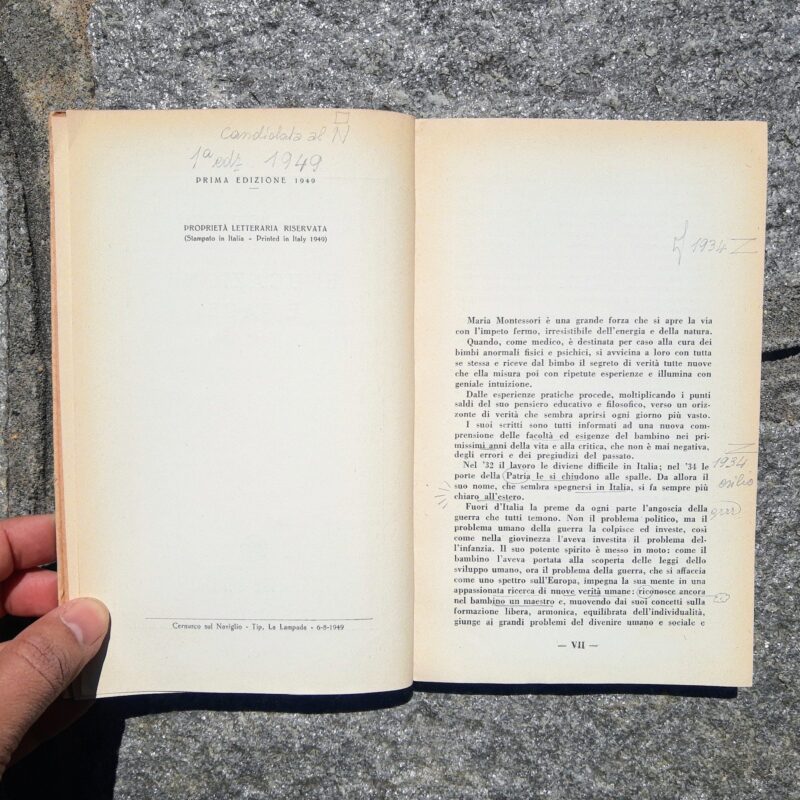 candidata al N
1ª ediz. 1949
PRIMA EDIZIONE 1949
PROPRIETÀ LETTERARIA RISERVATA
(Stampato in Italia - Printed in Italy 1949)
Cernusco sul Naviglio - Tip. La Lampada - 6-8-1949
1934
Maria Montessori è una grande forza che si apre la via
con l'impeto fermo, irresistibile dell'energia e della natura.
Quando, come medico, è destinata per caso alla cura dei
bimbi anormali fisici e psichici, si avvicina a loro con tutta
se stessa e riceve dal bimbo il segreto di verità tutte nuove
che ella misura poi con ripetute esperienze e illumina con
geniale intuizione.
Dalle esperienze pratiche procede, moltiplicando i punti
saldi del suo pensiero educativo e filosofico, verso un oriz-
zonte di verità che sembra aprirsi ogni giorno più vasto.
I suoi scritti sono tutti informati ad una nuova com-
prensione delle facoltà ed esigenze del bambino nei pri-
missimi anni della vita e alla critica, che non è mai negativa,
degli errori e dei pregiudizi del passato.
Nel '32 il lavoro le diviene difficile in Italia; nel '34 le
porte della Patria le si chiudono alle spalle. Da allora il
suo nome, che sembra spegnersi in Italia, si fa sempre più
chiaro all'estero.
1934
esilio
Fuori d'Italia la preme da ogni parte l'angoscia della
guerra che tutti temono. Non il problema politico, ma il
problema umano della guerra la colpisce ed investe, così
come nella giovinezza l'aveva investita il problema del-
l'infanzia. Il suo potente spirito è messo in moto; come il
bambino l'aveva portata alla scoperta delle leggi dello
sviluppo umano, ora il problema della guerra, che si affaccia
come uno spettro sull'Europa, impegna la sua mente in una
appassionata ricerca di nuove verità umane: riconosce ancora
nel bambino un maestro e, muovendo dai suoi concetti sulla
formazione libera, armonica, equilibrata dell'individualità,
giunge ai grandi problemi del divenire umano e sociale e
— VII —